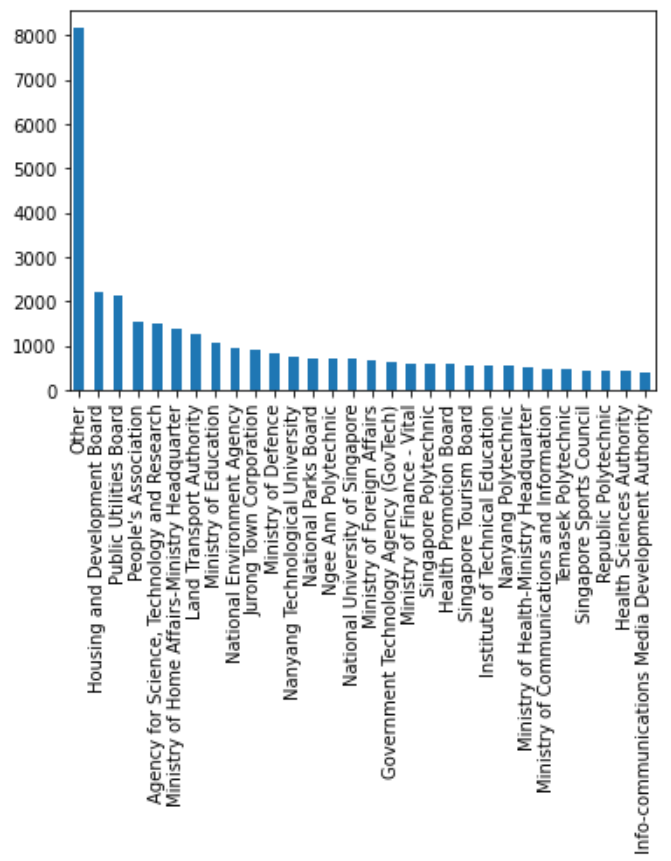 8000
7000
6000
5000
4000
3000
2000
1000
0
Other
Housing and Development Board
Public Utilities Board
People's Association
Agency for Science, Technology and Research
Ministry of Home Affairs-Ministry Headquarter
Land Transport Authority
Ministry of Education
National Environment Agency
Jurong Town Corporation
Ministry of Defence
Nanyang Technological University
National Parks Board
Ngee Ann Polytechnic
National University of Singapore
Ministry of Foreign Affairs
Government Technology Agency (GovTech)
Ministry of Finance - Vital
Singapore Polytechnic
Health Promotion Board
Singapore Tourism Board
Institute of Technical Education
Nanyang Polytechnic
Ministry of Health-Ministry Headquarter
Ministry of Communications and Information
Temasek Polytechnic
Singapore Sports Council
Republic Polytechnic
Health Sciences Authority
Info-communications Media Development Authority